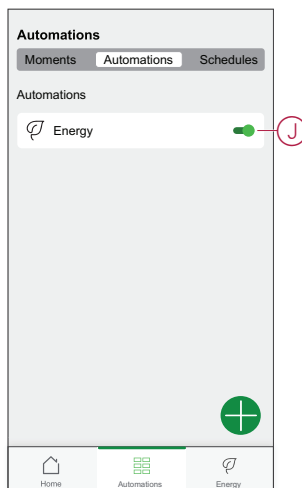 Automations
Moments Automations Schedules
Automations
Energy
J
Home Automations Energy